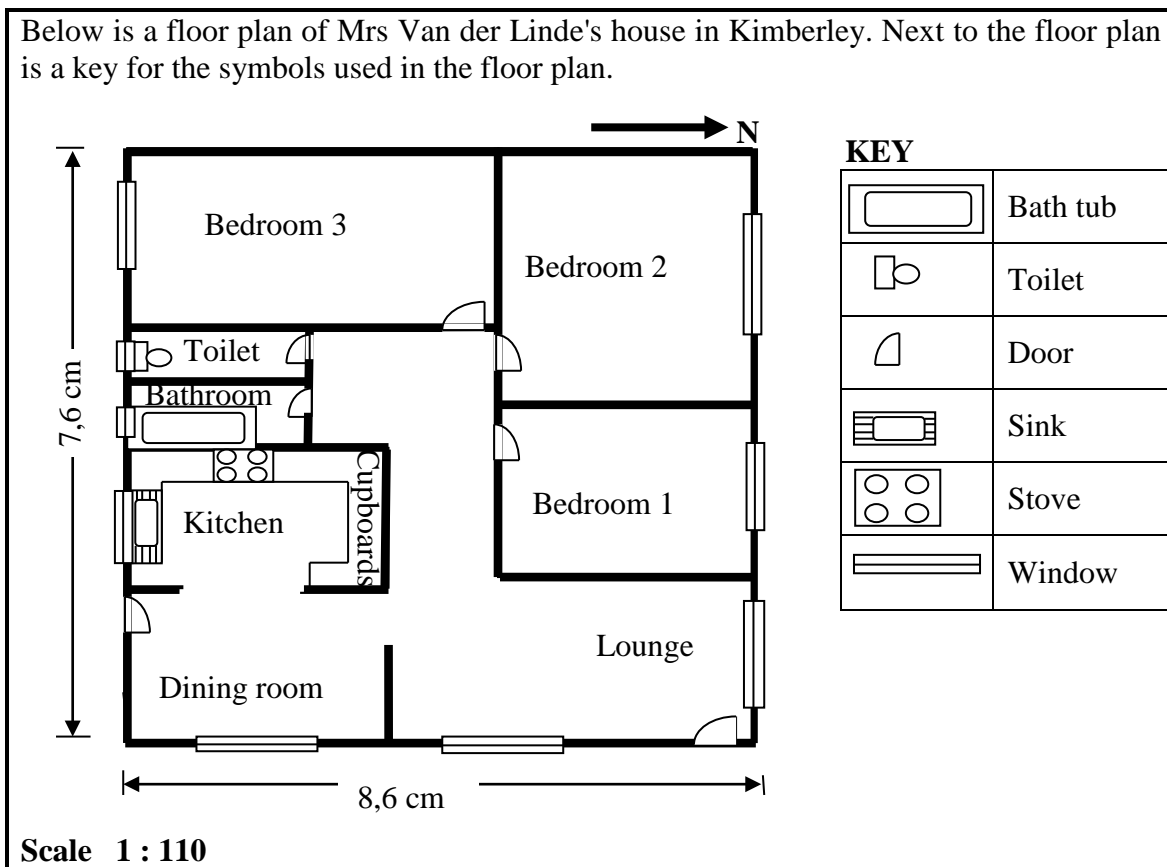 Below is a floor plan of Mrs Van der Linde's house in Kimberley. Next to the floor plan
is a key for the symbols used in the floor plan.
N
KEY
Bath tub
Toilet
Door
Sink
Stove
Window
Bedroom 3
Bedroom 2
Toilet
Bathroom
7,6 cm
Cupboards
Kitchen
Bedroom 1
Lounge
Dining room
8,6 cm
Scale 1 : 110